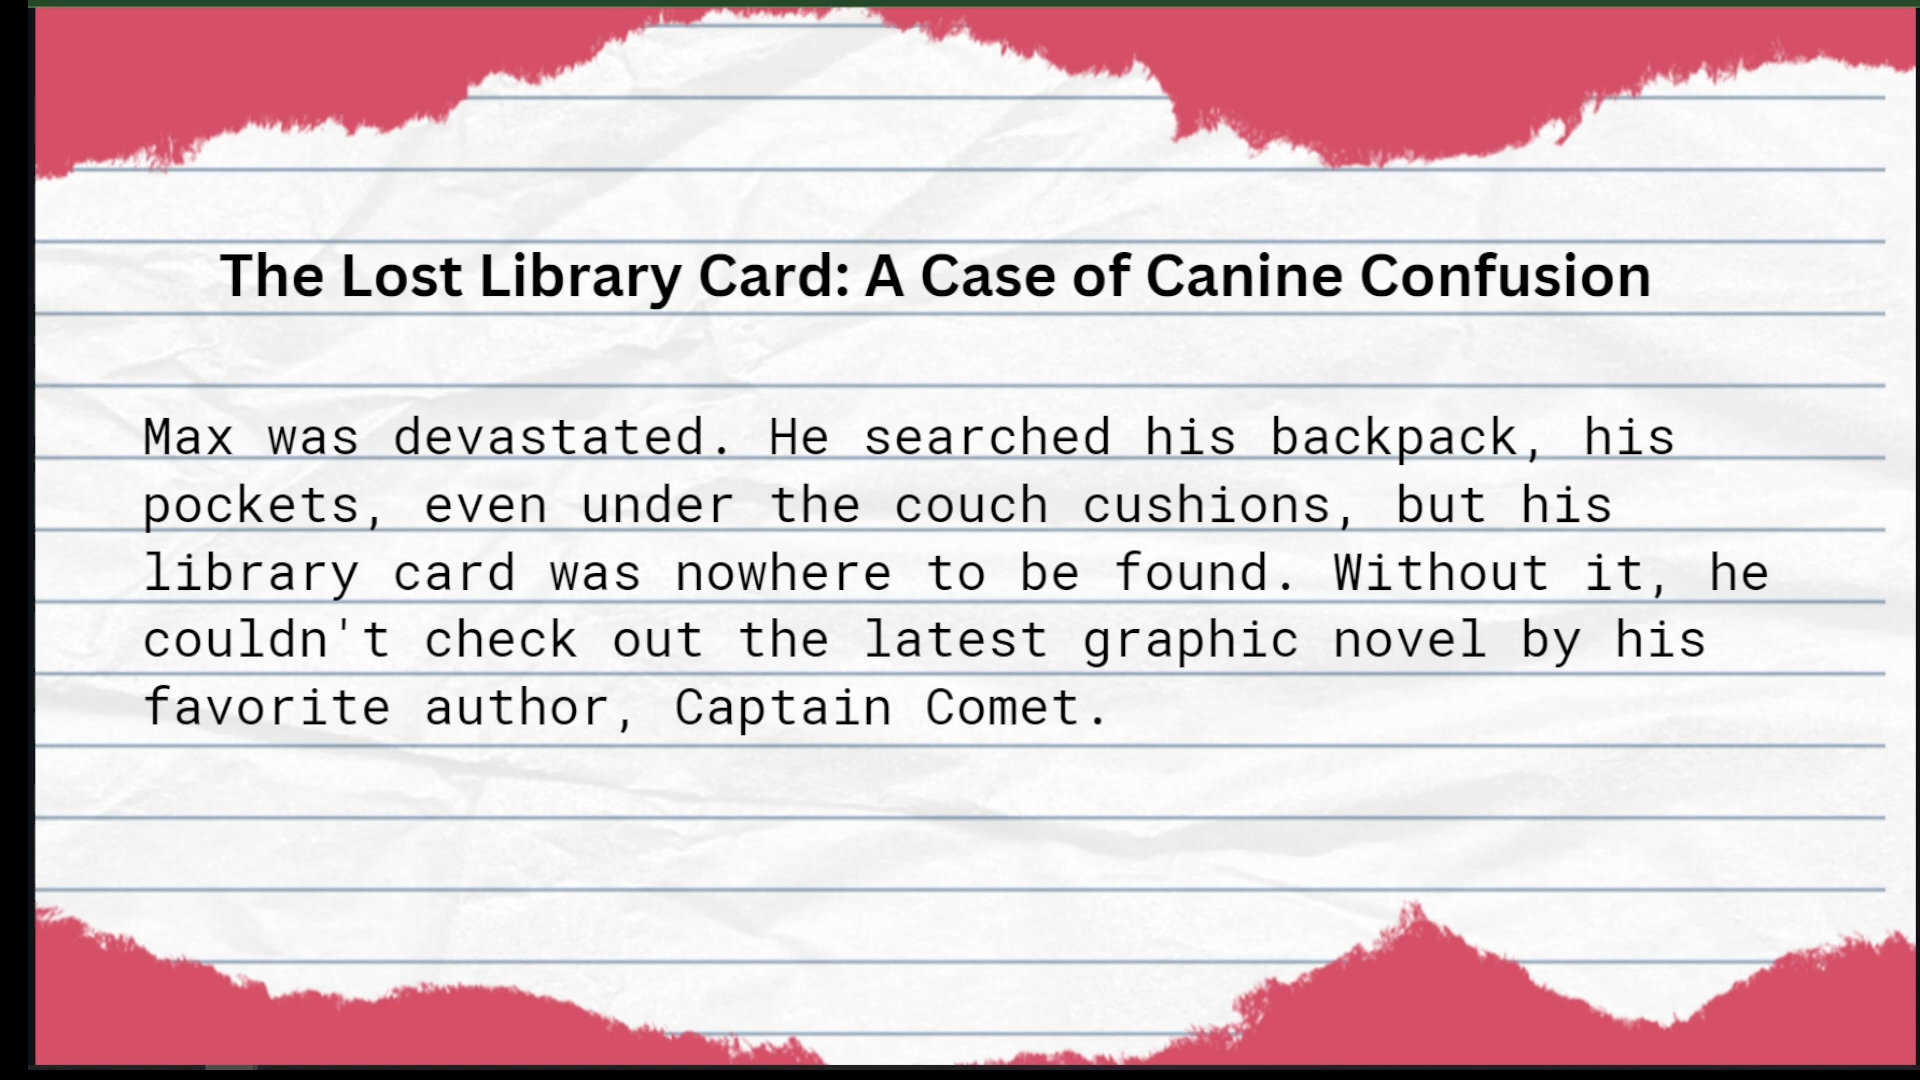 The Lost Library Card: A Case of Canine Confusion
Max was devastated. He searched his backpack, his
pockets, even under the couch cushions, but his
library card was nowhere to be found. Without it, he
couldn't check out the latest graphic novel by his
favorite author, Captain Comet.